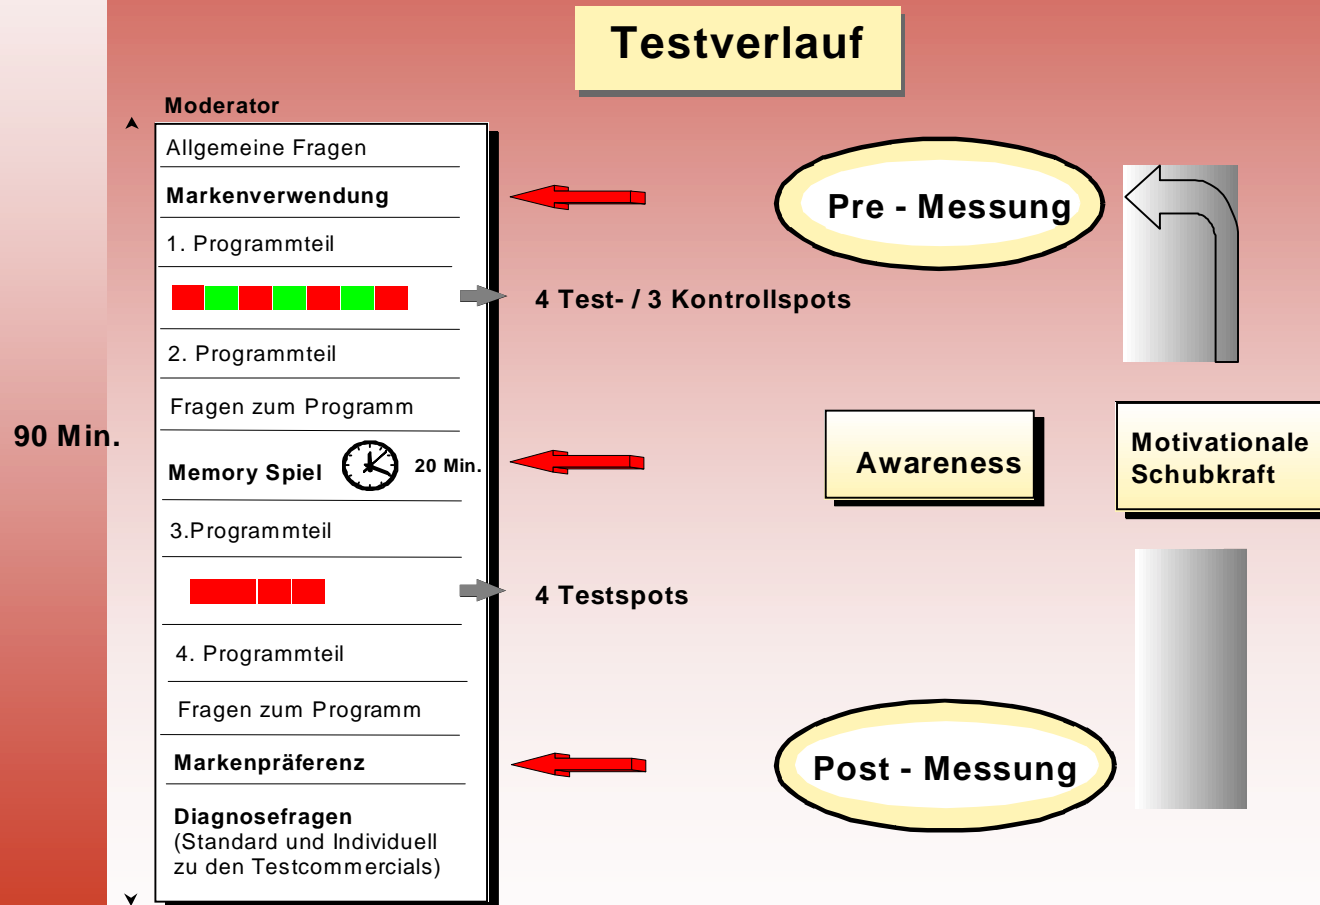 Testverlauf
Moderator
Allgemeine Fragen
Markenverwendung
Pre - Messung
1. Programmteil
4 Test- / 3 Kontrollspots
2. Programmteil
Fragen zum Programm
90 Min.
Memory Spiel
20 Min.
Awareness
Motivationale
Schubkraft
3.Programmteil
4 Testspots
4. Programmteil
Fragen zum Programm
Markenpräferenz
Post - Messung
Diagnosefragen
(Standard und Individuell
zu den Testcommercials)